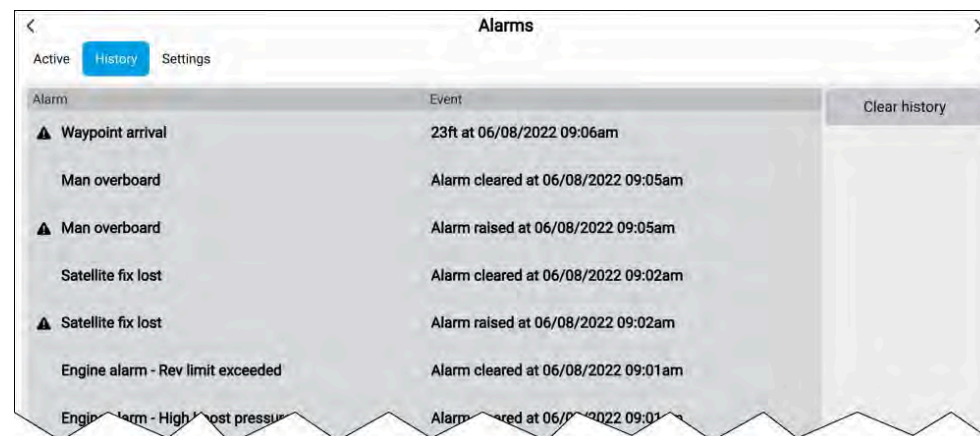 Alarms
Active History Settings
Alarm Event Clear history
Waypoint arrival 23ft at 06/08/2022 09:06am
Man overboard Alarm cleared at 06/08/2022 09:05am
Man overboard Alarm raised at 06/08/2022 09:05am
Satellite fix lost Alarm cleared at 06/08/2022 09:02am
Satellite fix lost Alarm raised at 06/08/2022 09:02am
Engine alarm - Rev limit exceeded Alarm cleared at 06/08/2022 09:01am
- High at